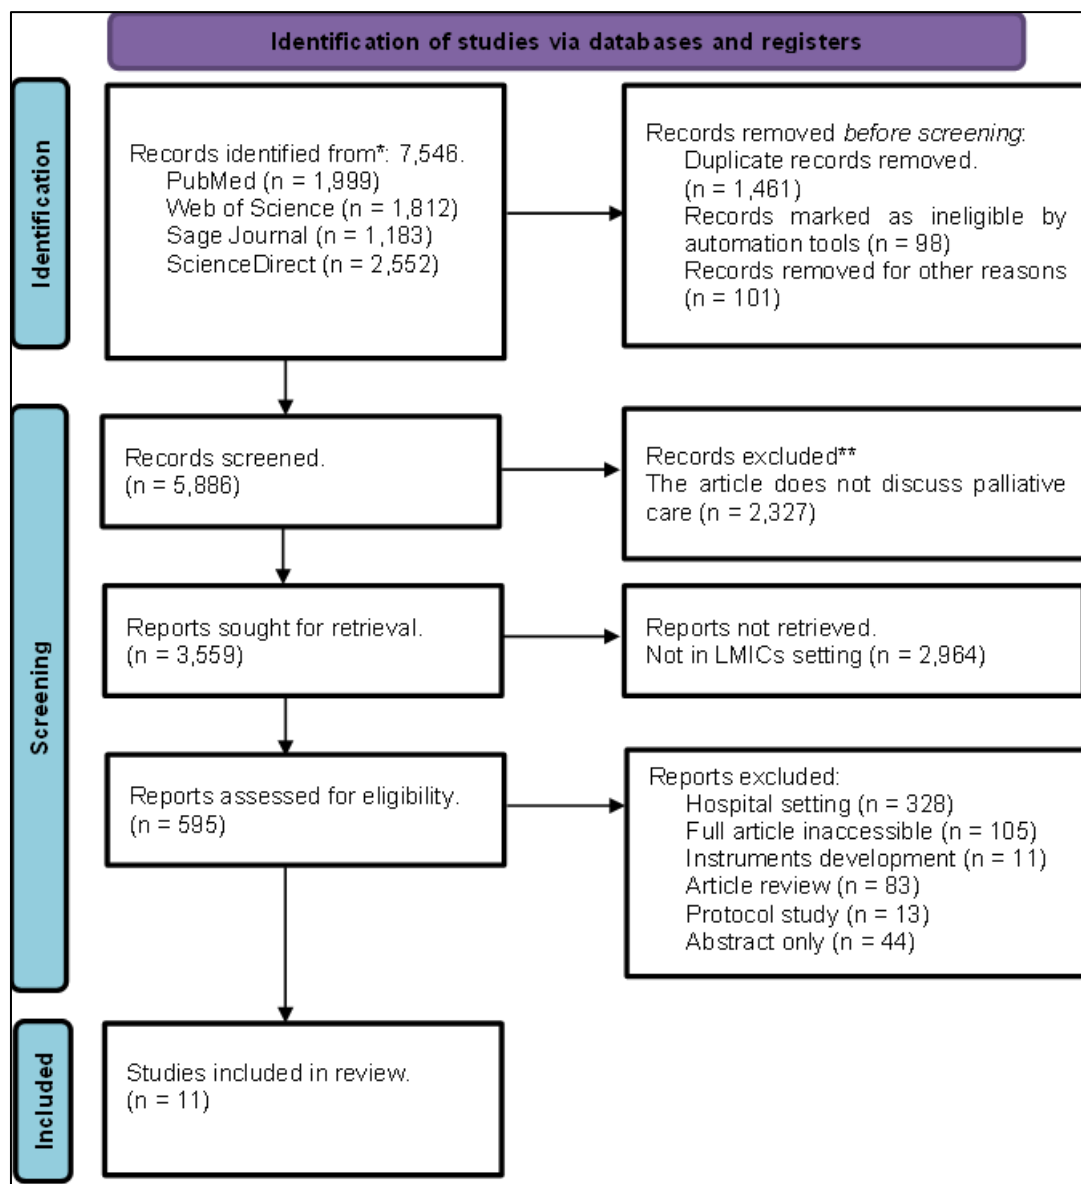 Identification of studies via databases and registers
Identification
Records identified from*: 7,546.
PubMed (n = 1,999)
Web of Science (n = 1,812)
Sage Journal (n = 1,183)
ScienceDirect (n = 2,552)
Records removed before screening:
Duplicate records removed.
(n = 1,461)
Records marked as ineligible by
automation tools (n = 98)
Records removed for other reasons
(n = 101)
Screening
Records screened.
(n = 5,886)
Records excluded**
The article does not discuss palliative
care (n = 2,327)
Reports sought for retrieval.
(n = 3,559)
Reports not retrieved.
Not in LMICs setting (n = 2,964)
Reports assessed for eligibility.
(n = 595)
Reports excluded:
Hospital setting (n = 328)
Full article inaccessible (n = 105)
Instruments development (n = 11)
Article review (n = 83)
Protocol study (n = 13)
Abstract only (n = 44)
Included
Studies included in review.
(n = 11)